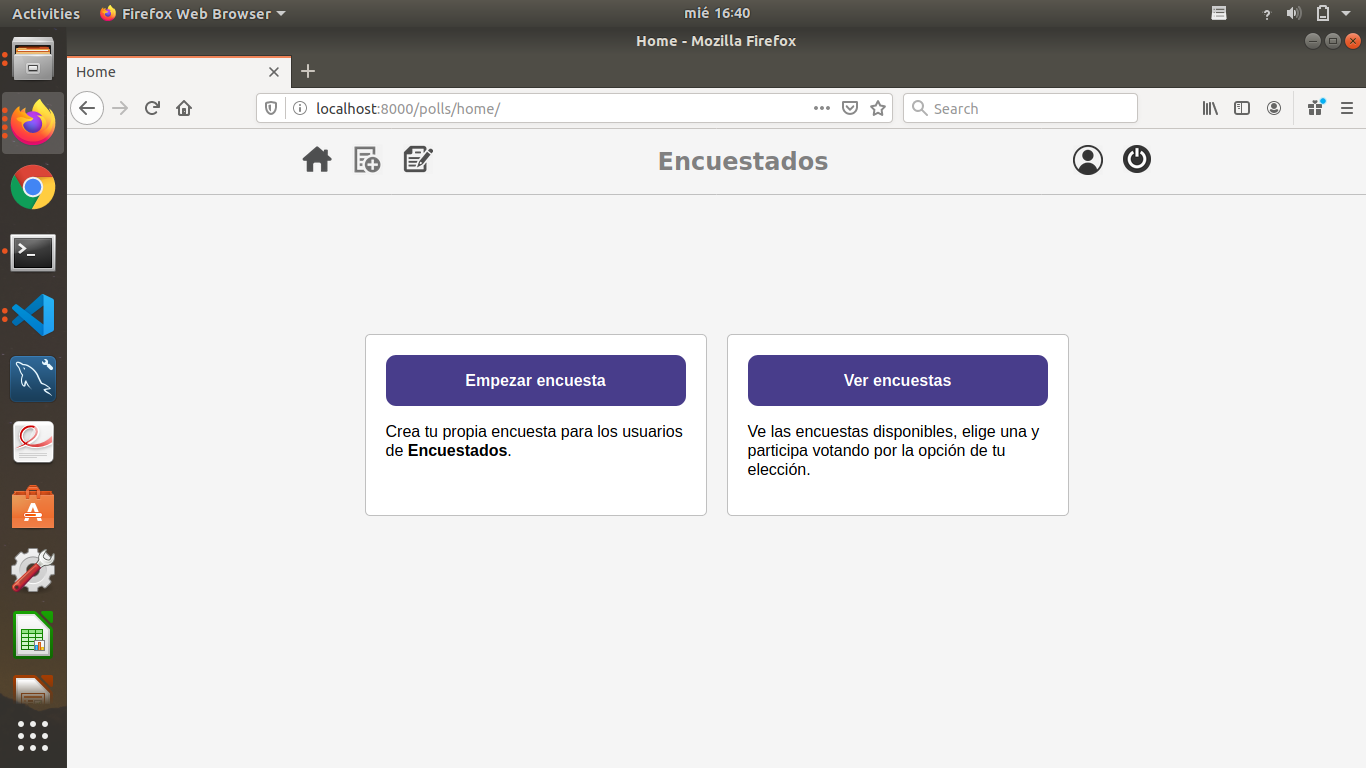 Activities
Firefox Web Browser
mié 16:40
Home - Mozilla Firefox
Home
localhost:8000/polls/home/
Search
Encuestados
Empezar encuesta
Crea tu propia encuesta para los usuarios
de Encuestados.
Ver encuestas
Ve las encuestas disponibles, elige una y
participa votando por la opción de tu
elección.